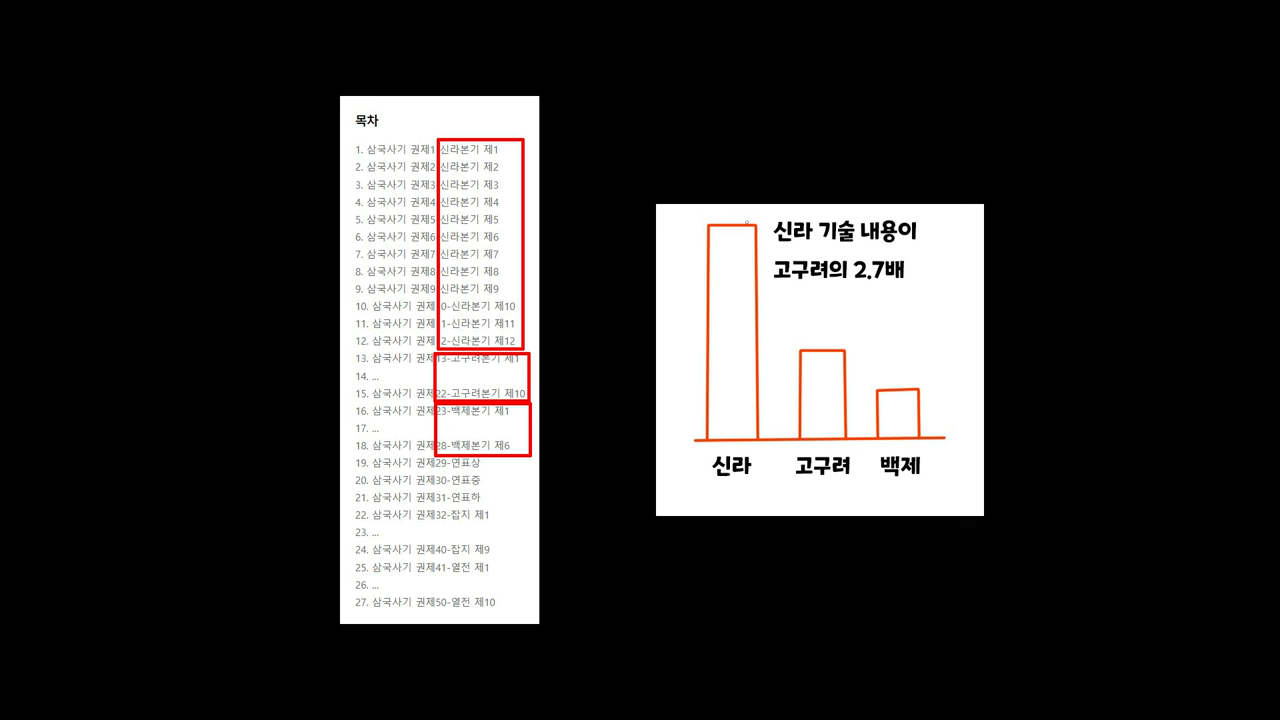 목차
1. 삼국사기 권제1-신라본기 제1
2. 삼국사기 권제2-신라본기 제2
3. 삼국사기 권제3-신라본기 제3
4. 삼국사기 권제4-신라본기 제4
5. 삼국사기 권제5-신라본기 제5
6. 삼국사기 권제6-신라본기 제6
7. 삼국사기 권제7-신라본기 제7
8. 삼국사기 권제8-신라본기 제8
9. 삼국사기 권제9-신라본기 제9
10. 삼국사기 권제10-신라본기 제10
11. 삼국사기 권제11-신라본기 제11
12. 삼국사기 권제12-신라본기 제12
13. 삼국사기 권제13-고구려본기 제1
14. ...
15. 삼국사기 권제22-고구려본기 제10
16. 삼국사기 권제23-백제본기 제1
17. ...
18. 삼국사기 권제28-백제본기 제6
19. 삼국사기 권제29-연표상
20. 삼국사기 권제30-연표중
21. 삼국사기 권제31-연표하
22. 삼국사기 권제32-잡지 제1
23. ...
24. 삼국사기 권제40-잡지 제9
25. 삼국사기 권제41-열전 제1
26. ...
27. 삼국사기 권제50-열전 제10
신라 기술 내용이
고구려의 2.7배
신라 고구려 백제